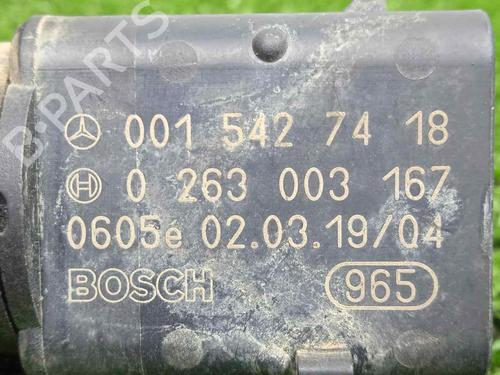 001 542 74 18
0 263 003 167
0605e 02.03.19/04
BOSCH 965
B-PARTS